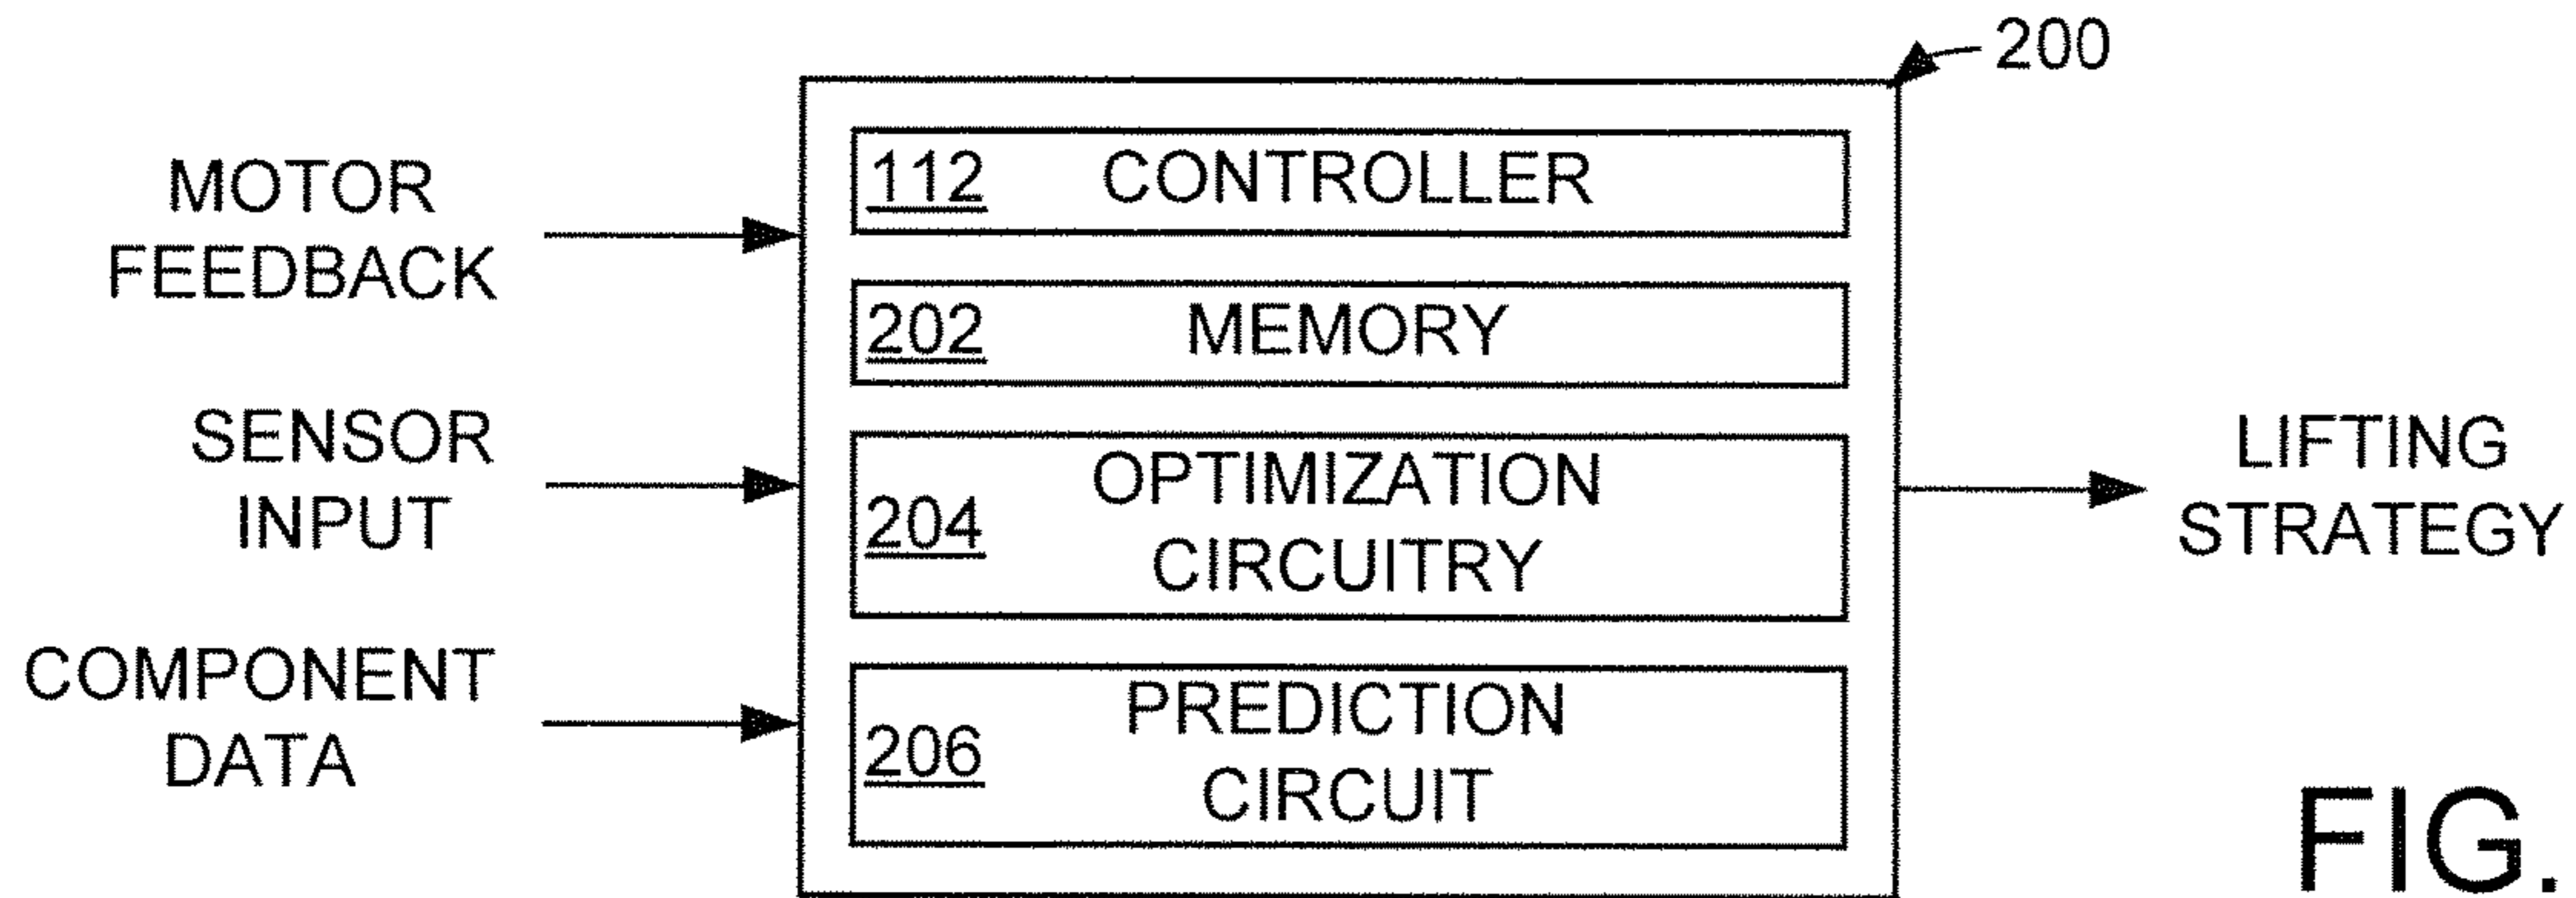 200
MOTOR
FEEDBACK
SENSOR
INPUT
COMPONENT
DATA
112 CONTROLLER
202 MEMORY
204 OPTIMIZATION
CIRCUITRY
206 PREDICTION
CIRCUIT
LIFTING
STRATEGY
FIG.